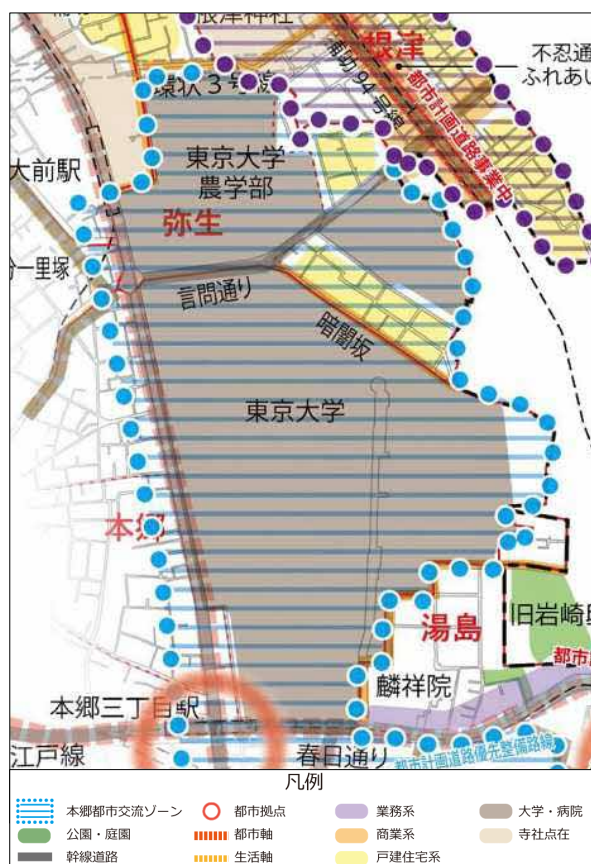 根津神社
根津
不忍通
ふれあい
環状3号線
補助94号線
都市計画道路事業中
大前駅
東京大学
農学部
弥生
一里塚
言問通り
暗闇坂
東京大学
本郷
湯島
旧岩崎
都市
麟祥院
本郷三丁目駅
江戸線
春日通り
都市計画道路優先整備路線
凡例
本郷都市交流ゾーン
都市拠点
業務系
大学・病院
公園・庭園
都市軸
商業系
寺社点在
幹線道路
生活軸
戸建住宅系